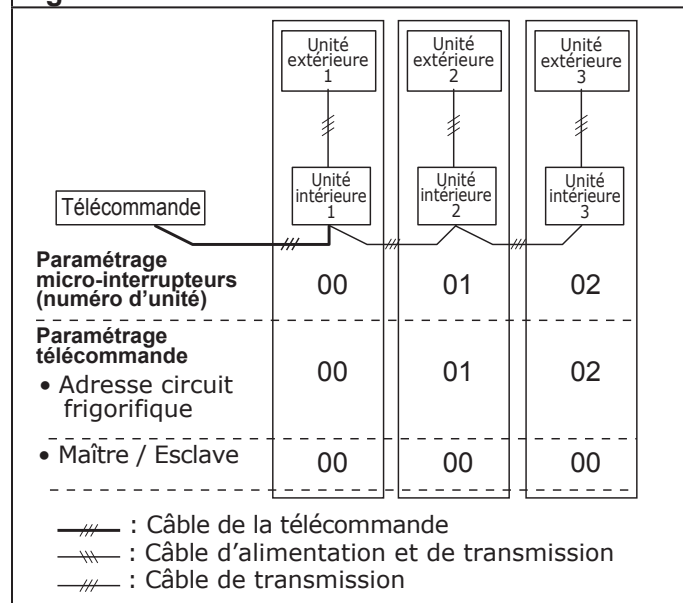 Unité
extérieure
1
Unité
extérieure
2
Unité
extérieure
3
Télécommande
Unité
intérieure
1
Unité
intérieure
2
Unité
intérieure
3
Paramétrage
micro-interrupteurs
(numéro d'unité)
00 01 02
Paramétrage
télécommande
• Adresse circuit
frigorifique
00 01 02
• Maître / Esclave 00 00 00
: Câble de la télécommande
: Câble d'alimentation et de transmission
: Câble de transmission